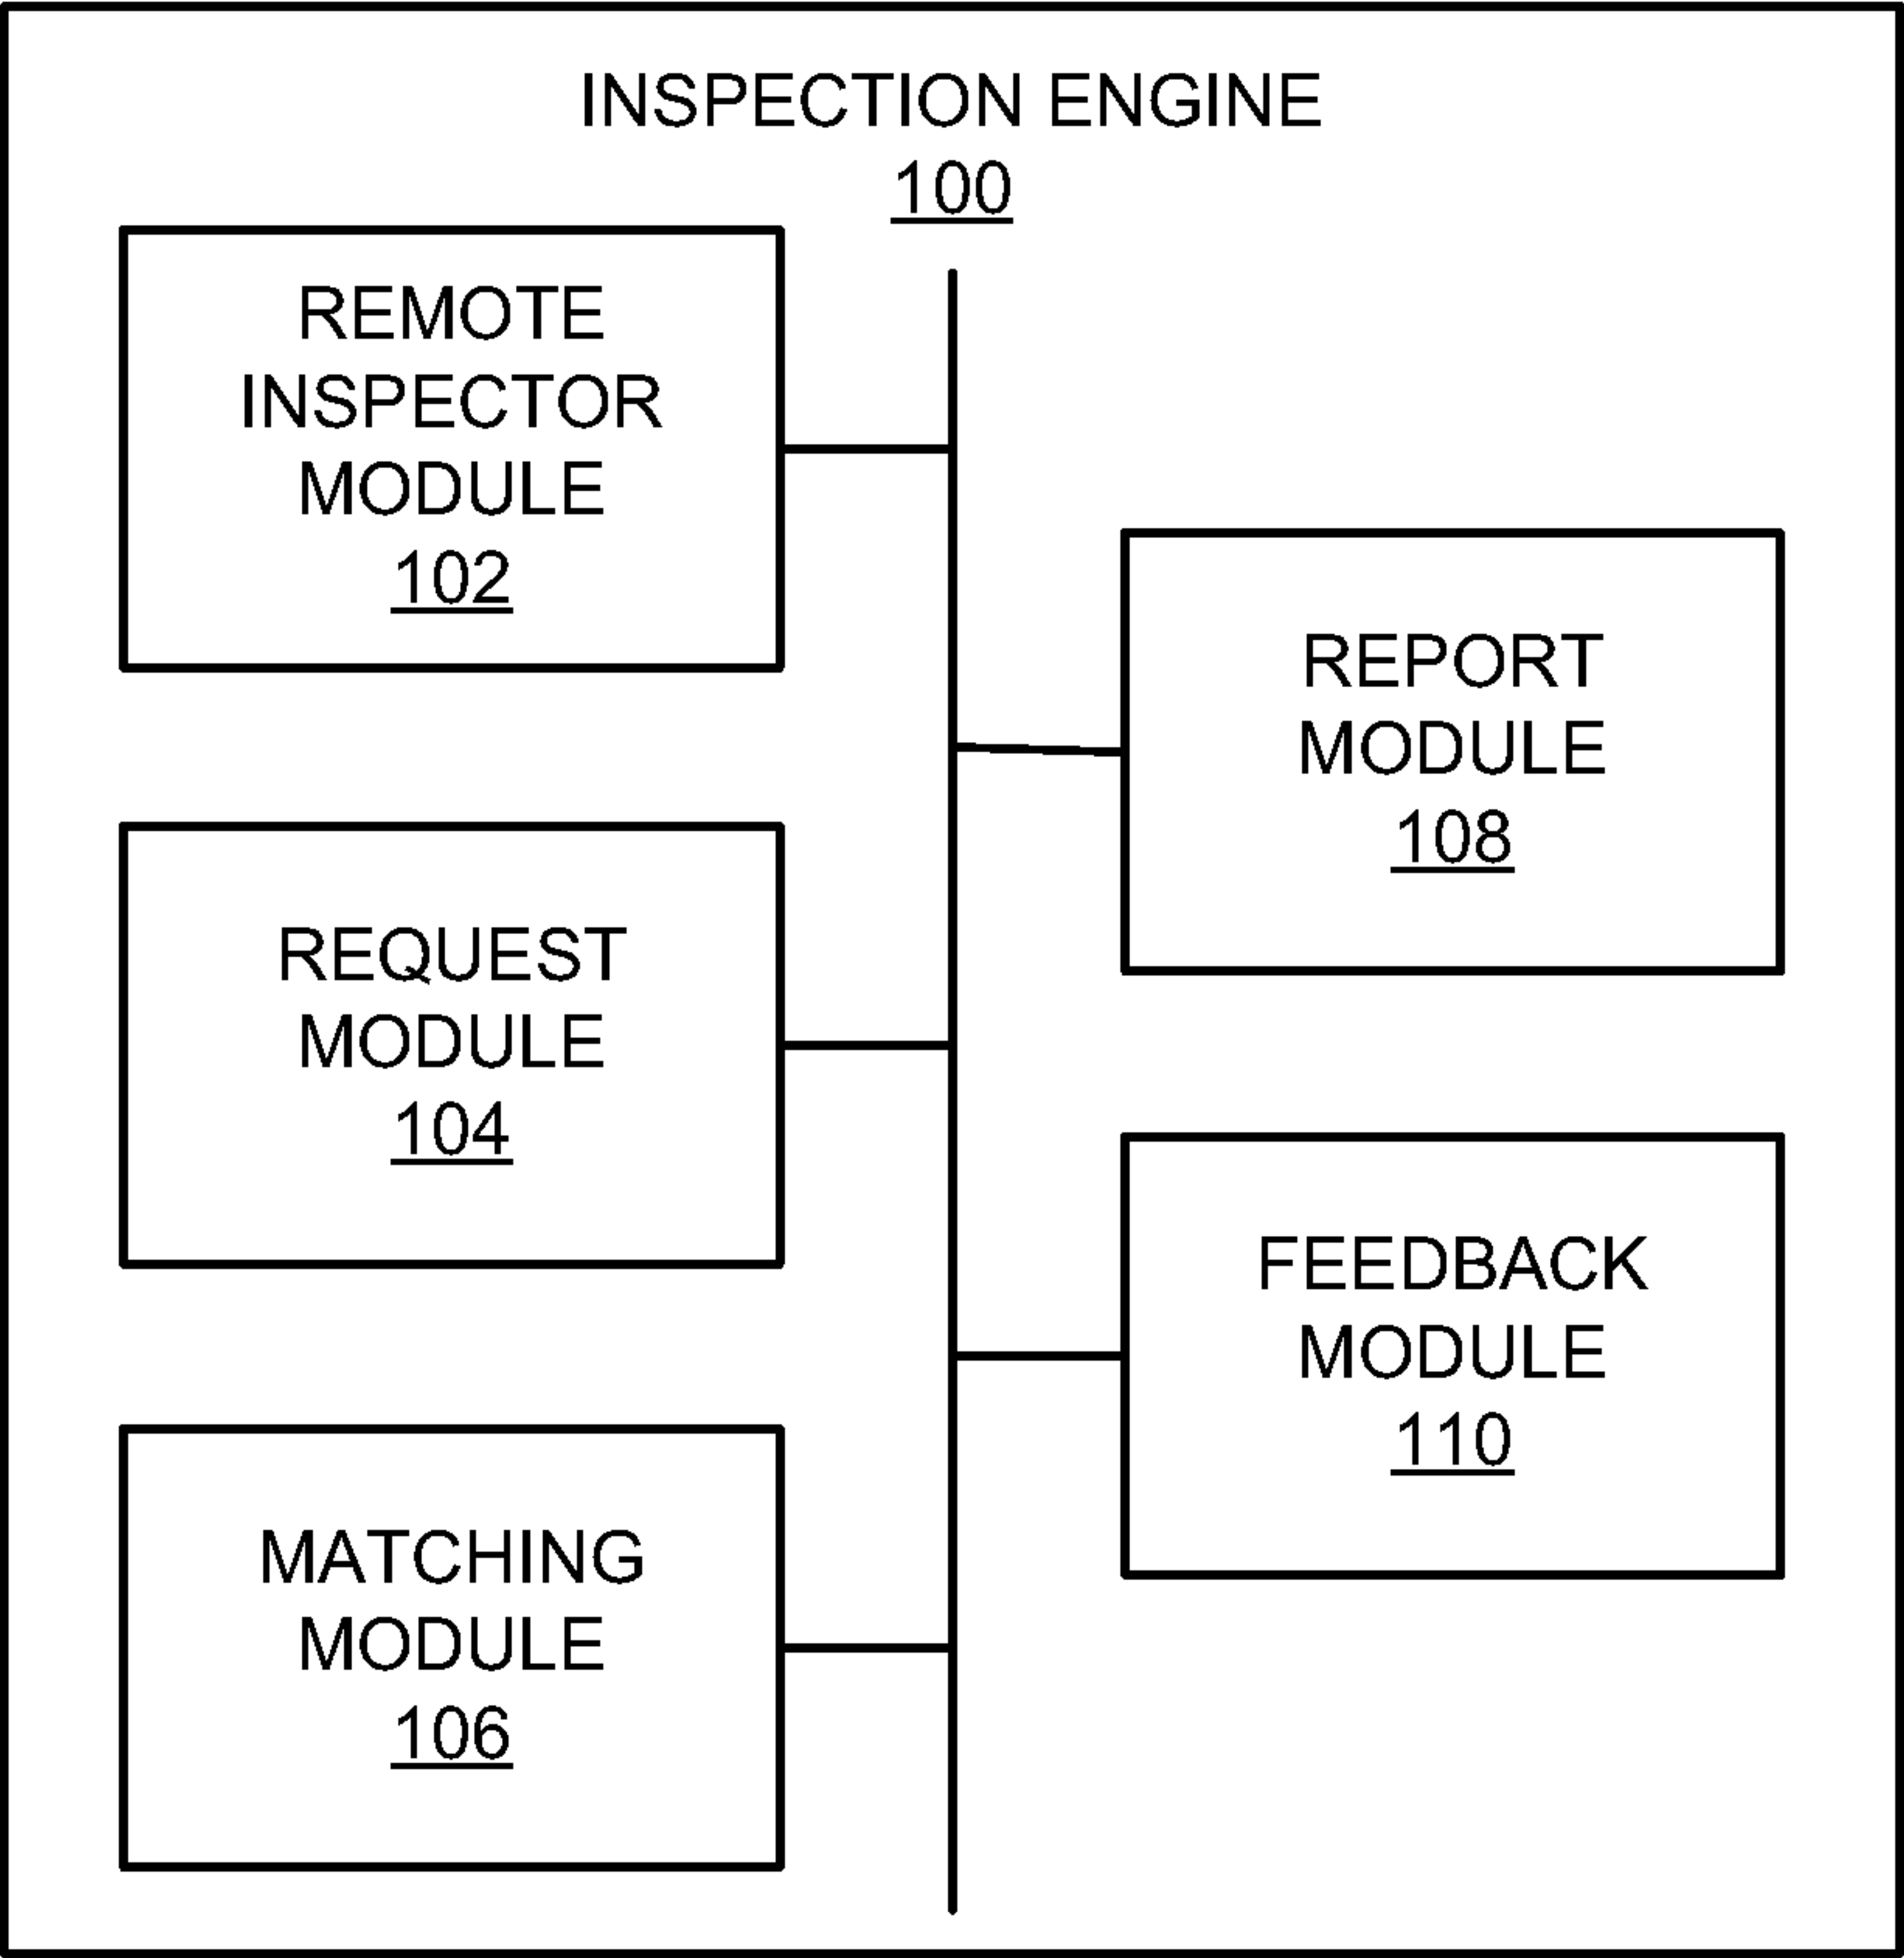 INSPECTION ENGINE
100
REMOTE
INSPECTOR
MODULE
102
REQUEST
MODULE
104
MATCHING
MODULE
106
REPORT
MODULE
108
FEEDBACK
MODULE
110